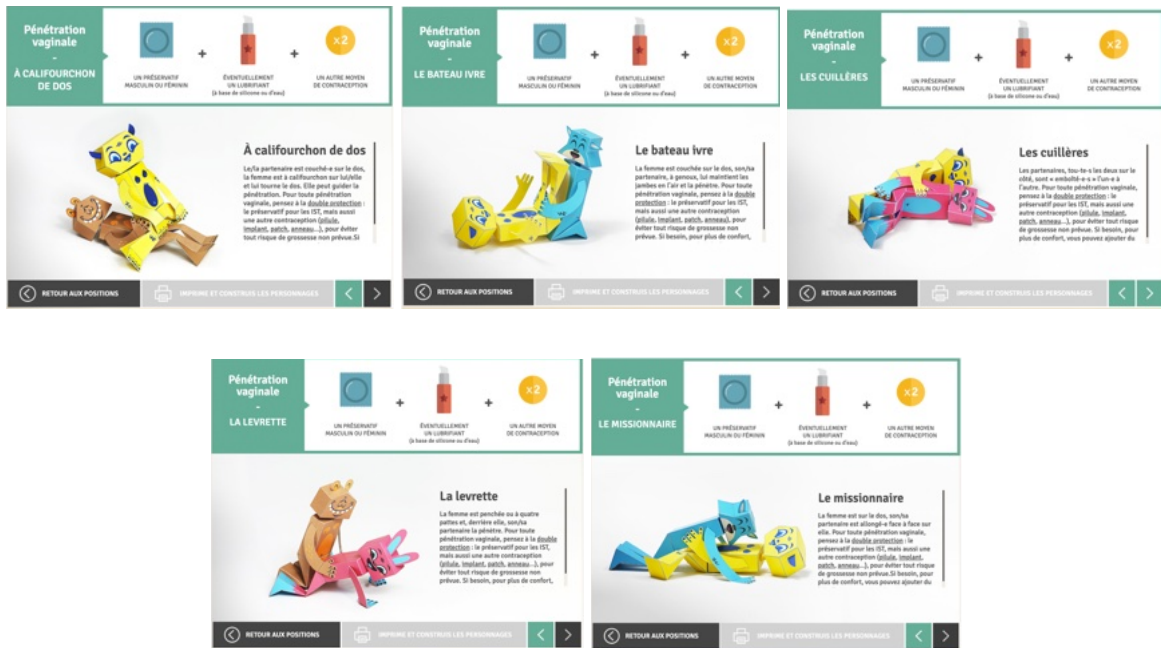 Pénétration
vaginale
-
À CALIFOURCHON
DE DOS
+
+
x2
UN PRÉSERVATIF
MASCULIN OU FÉMININ
ÉVENTUELLEMENT
UN LUBRIFIANT
(à base de silicone ou d'eau)
UN AUTRE MOYEN
DE CONTRACEPTION
À califourchon de dos
Le/la partenaire est couché·e sur le dos,
la femme est à califourchon sur lui/elle
et lui tourne le dos. Elle peut guider la
pénétration. Pour toute pénétration
vaginale, pensez à la double protection :
le préservatif pour les IST, mais aussi
une autre contraception (pilule,
implant, patch, anneau...), pour éviter
tout risque de grossesse non prévue.Si
RETOUR AUX POSITIONS
IMPRIME ET CONSTRUIS LES PERSONNAGES
Pénétration
vaginale
-
LE BATEAU IVRE
+
+
x2
UN PRÉSERVATIF
MASCULIN OU FÉMININ
ÉVENTUELLEMENT
UN LUBRIFIANT
(à base de silicone ou d'eau)
UN AUTRE MOYEN
DE CONTRACEPTION
Le bateau ivre
La femme est couchée sur le dos, son/sa
partenaire, à genoux, lui maintient les
jambes en l'air et la pénètre. Pour toute
pénétration vaginale, pensez à la double
protection : le préservatif pour les IST,
mais aussi une autre contraception
(pilule, implant, patch, anneau), pour
éviter tout risque de grossesse non
prévue. Si besoin, pour plus de confort,
RETOUR AUX POSITIONS
IMPRIME ET CONSTRUIS LES PERSONNAGES
Pénétration
vaginale
-
LES CUILLÈRES
+
+
x2
UN PRÉSERVATIF
MASCULIN OU FÉMININ
ÉVENTUELLEMENT
UN LUBRIFIANT
(à base de silicone ou d'eau)
UN AUTRE MOYEN
DE CONTRACEPTION
Les cuillères
Les partenaires, tou·te·s les deux sur le
côté, sont « emboîté·e·s » l'un·e à
l'autre. Pour toute pénétration vaginale,
pensez à la double protection : le
préservatif pour les IST, mais aussi une
autre contraception (pilule, implant,
patch, anneau...), pour éviter tout risque
de grossesse non prévue. Si besoin, pour
plus de confort, vous pouvez ajouter du
RETOUR AUX POSITIONS
IMPRIME ET CONSTRUIS LES PERSONNAGES
Pénétration
vaginale
-
LA LEVRETTE
+
+
x2
UN PRÉSERVATIF
MASCULIN OU FÉMININ
ÉVENTUELLEMENT
UN LUBRIFIANT
(à base de silicone ou d'eau)
UN AUTRE MOYEN
DE CONTRACEPTION
La levrette
La femme est penchée ou à quatre
pattes et, derrière elle, son/sa
partenaire la pénètre. Pour toute
pénétration vaginale, pensez à la double
protection : le préservatif pour les IST,
mais aussi une autre contraception
(pilule, implant, patch, anneau...), pour
éviter tout risque de grossesse non
prévue. Si besoin, pour plus de confort,
RETOUR AUX POSITIONS
IMPRIME ET CONSTRUIS LES PERSONNAGES
Pénétration
vaginale
-
LE MISSIONNAIRE
+
+
x2
UN PRÉSERVATIF
MASCULIN OU FÉMININ
ÉVENTUELLEMENT
UN LUBRIFIANT
(à base de silicone ou d'eau)
UN AUTRE MOYEN
DE CONTRACEPTION
Le missionnaire
La femme est sur le dos, son/sa
partenaire est allongé·e face à face sur
elle. Pour toute pénétration vaginale,
pensez à la double protection : le
préservatif pour les IST, mais aussi une
autre contraception (pilule, implant,
patch, anneau...), pour éviter tout risque
de grossesse non prévue.Si besoin, pour
plus de confort, vous pouvez ajouter du
RETOUR AUX POSITIONS
IMPRIME ET CONSTRUIS LES PERSONNAGES